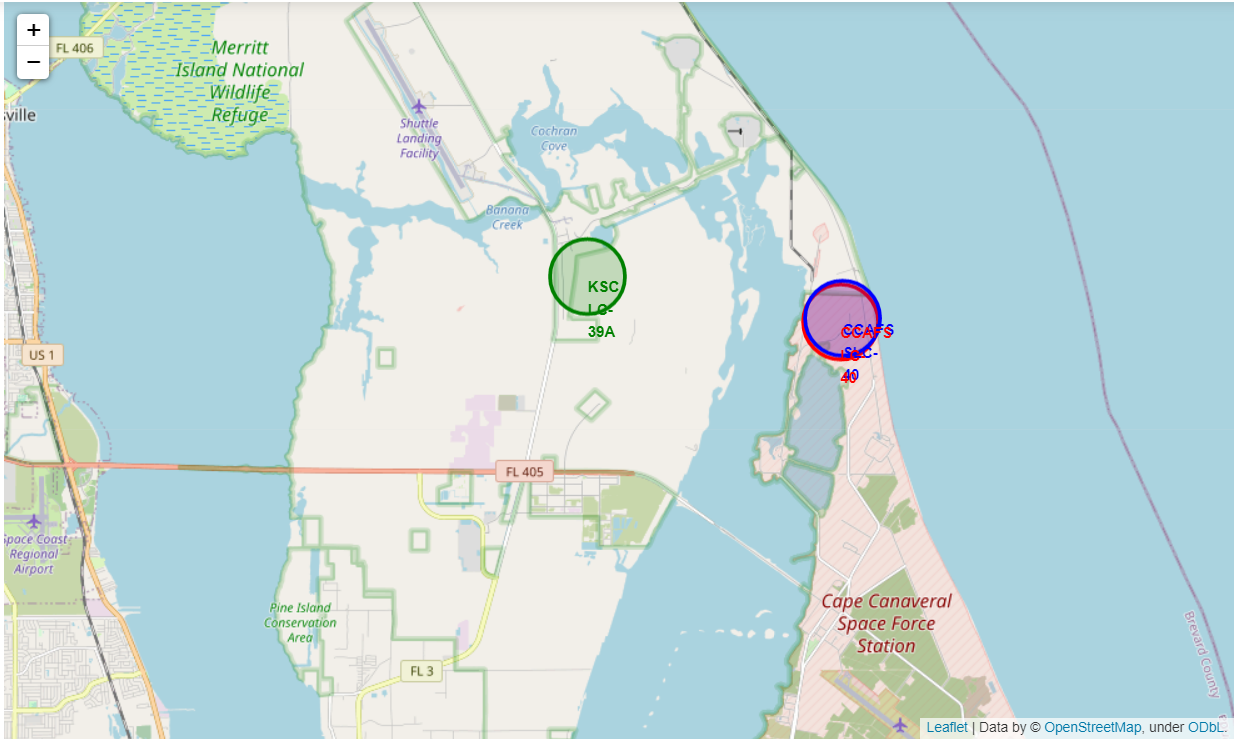 +
−
FL 406
Merritt
Island National
Wildlife
Refuge
sville
Shuttle
Landing
Facility
Cochran
Cove
Banana
Creek
KSC
LC-
39A
CCAFS
SLC-
40
CCAFS
40
US 1
FL 405
Space Coast
Regional
Airport
Pine Island
Conservation
Area
FL 3
Cape Canaveral
Space Force
Station
Brevard County
Leaflet | Data by © OpenStreetMap, under ODbL.